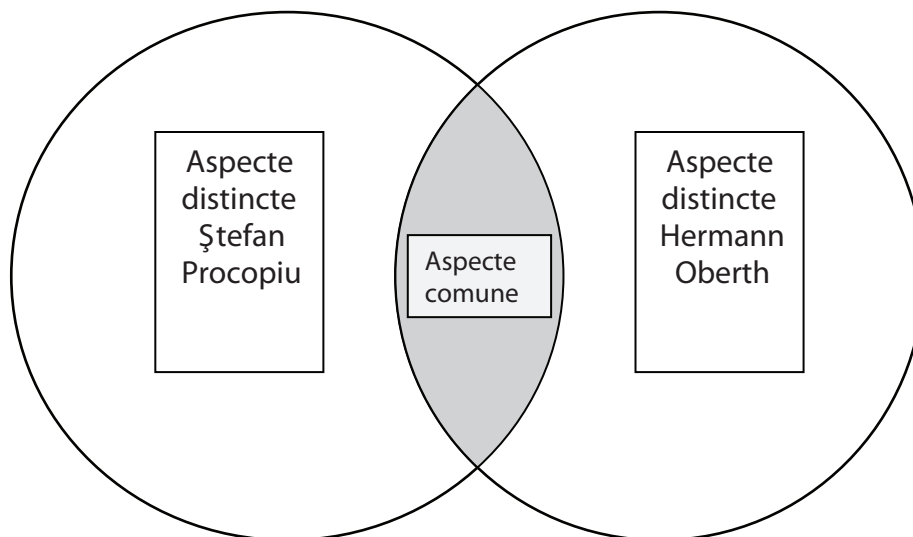 Aspecte
distincte
Ştefan
Procopiu
Aspecte
comune
Aspecte
distincte
Hermann
Oberth